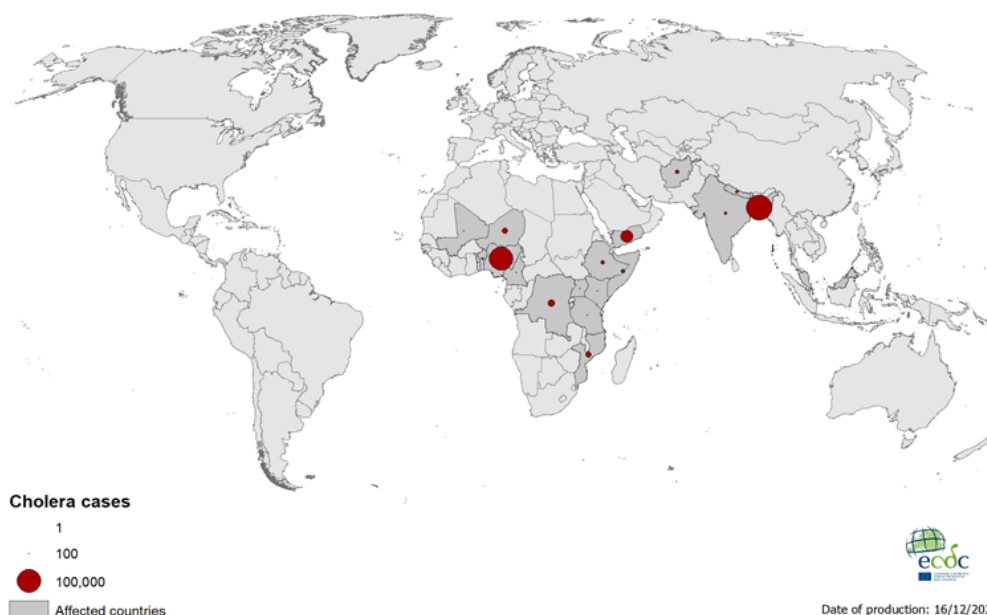 Cholera cases
1
100
100,000
Affected countries
ecdc
Date of production: 16/12/20